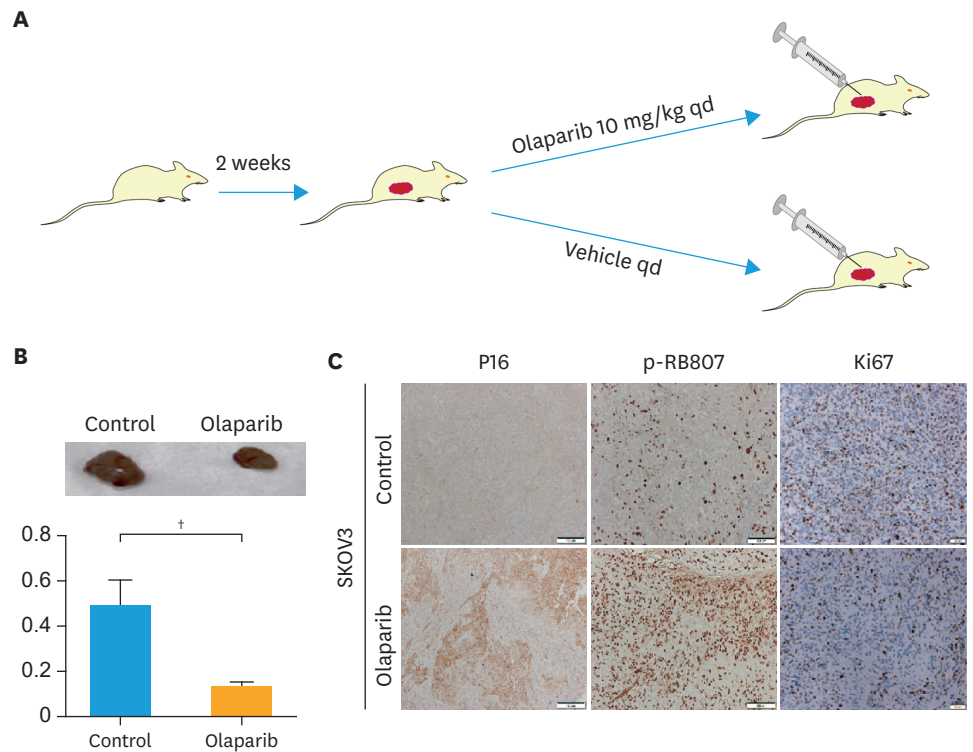 A
2 weeks
Olaparib 10 mg/kg qd
Vehicle qd
B
Control Olaparib
†
0.8
0.6
0.4
0.2
0
Control Olaparib
C
P16 p-RB807 Ki67
SKOV3
Control
Olaparib